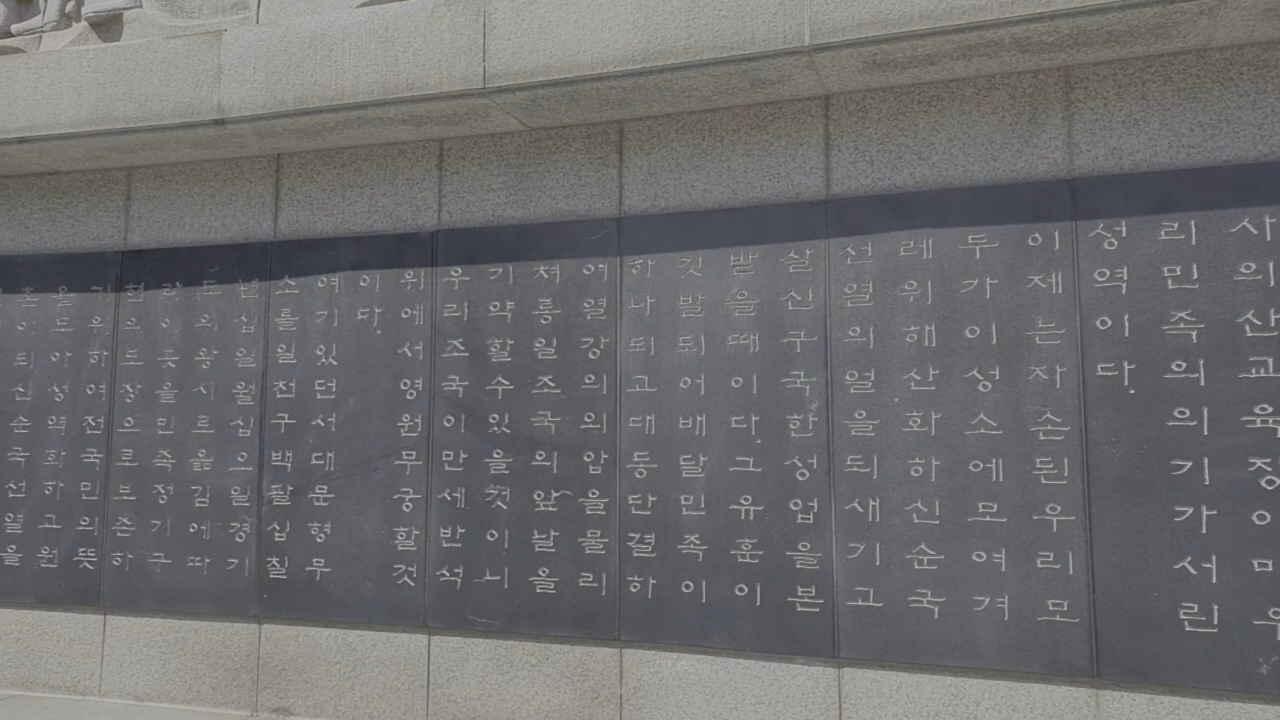 사의산교육장이며우
리민족의의기가서린
성역이다.
이제는자손된우리모
두가이성소에모여겨
레위해산화하신순국
선열의얼을되새기고
살신구국한성업을본
받을때이다.그유훈이
깃발되어배달민족이
하나되고대동단결하
여열강의외압을물리
쳐통일조국의앞날을
기약할수있을것이니
우리조국이만세반석
위에서영원무궁할것
이다.
여기있던서대문형무
소를일천구백팔십칠
년십일월십오일경기
도의왕시로옮김에따
라이곳을민족정기구
현의도장으로보존하
기위하여전국민의뜻
을모아성역화하고원
혼이되신순국선열을